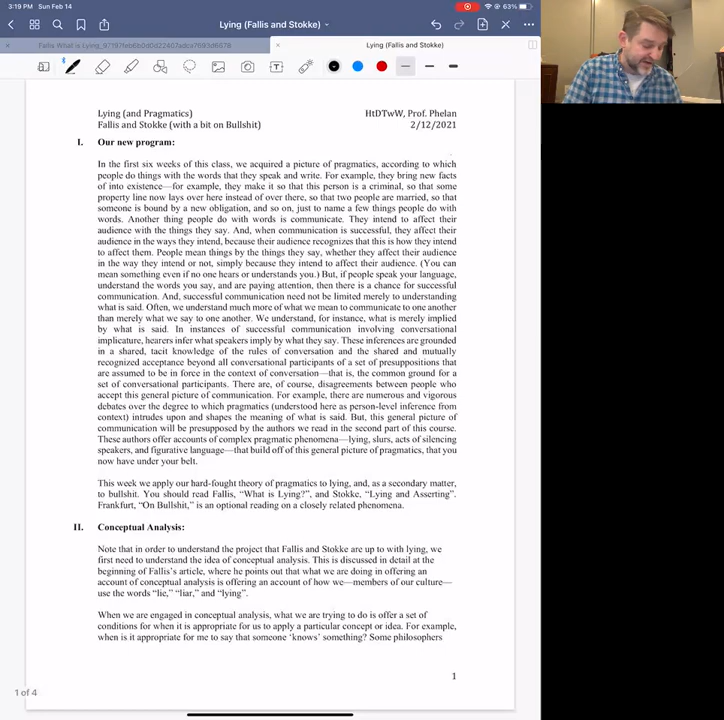 3:19 PM Sun Feb 14
63%
Lying (Fallis and Stokke)
Lying (Fallis and Stokke)
Lying (and Pragmatics) HtDTwW, Prof. Phelan
Fallis and Stokke (with a bit on Bullshit) 2/12/2021
I. Our new program:
In the first six weeks of this class, we acquired a picture of pragmatics, according to which
people do things with the words that they speak and write. For example, they bring new facts
of into existence—for example, they make it so that this person is a criminal, so that some
property line now lays over here instead of over there, so that two people are married, so that
someone is bound by a new obligation, and so on, just to name a few things people do with
words. Another thing people do with words is communicate. They intend to affect their
audience with the things they say. And, when communication is successful, they affect their
audience in the ways they intend, because their audience recognizes that this is how they intend
to affect them. People mean things by the things they say, whether they affect their audience
in the way they intend or not, simply because they intend to affect their audience. (You can
mean something even if no one hears or understands you.) But, if people speak your language,
understand the words you say, and are paying attention, then there is a chance for successful
communication. And, successful communication need not be limited merely to understanding
what is said. Often, we understand much more of what we mean to communicate to one another
than merely what we say to one another. We understand, for instance, what is merely implied
by what is said. In instances of successful communication involving conversational
implicature, hearers infer what speakers imply by what they say. These inferences are grounded
in a shared, tacit knowledge of the rules of conversation and the shared and mutually
recognized acceptance beyond all conversational participants of a set of presuppositions that
are assumed to be in force in the context of conversation—that is, the common ground for a
set of conversational participants. There are, of course, disagreements between people who
accept this general picture of communication. For example, there are numerous and vigorous
debates over the degree to which pragmatics (understood here as person-level inference from
context) intrudes upon and shapes the meaning of what is said. But, this general picture of
communication will be presupposed by the authors we read in the second part of this course.
These authors offer accounts of complex pragmatic phenomena—lying, slurs, acts of silencing
speakers, and figurative language—that build off of this general picture of pragmatics, that you
now have under your belt.
This week we apply our hard-fought theory of pragmatics to lying, and, as a secondary matter,
to bullshit. You should read Fallis, “What is Lying?”, and Stokke, “Lying and Asserting”.
Frankfurt, “On Bullshit,” is an optional reading on a closely related phenomena.
II. Conceptual Analysis:
Note that in order to understand the project that Fallis and Stokke are up to with lying, we
first need to understand the idea of conceptual analysis. This is discussed in detail at the
beginning of Fallis’s article, where he points out that what we are doing in offering an
account of conceptual analysis is offering an account of how we—members of our culture—
use the words “lie,” “liar,” and “lying”.
When we are engaged in conceptual analysis, what we are trying to do is offer a set of
conditions for when it is appropriate for us to apply a particular concept or idea. For example,
when is it appropriate for me to say that someone ‘knows’ something? Some philosophers
1
1 of 4